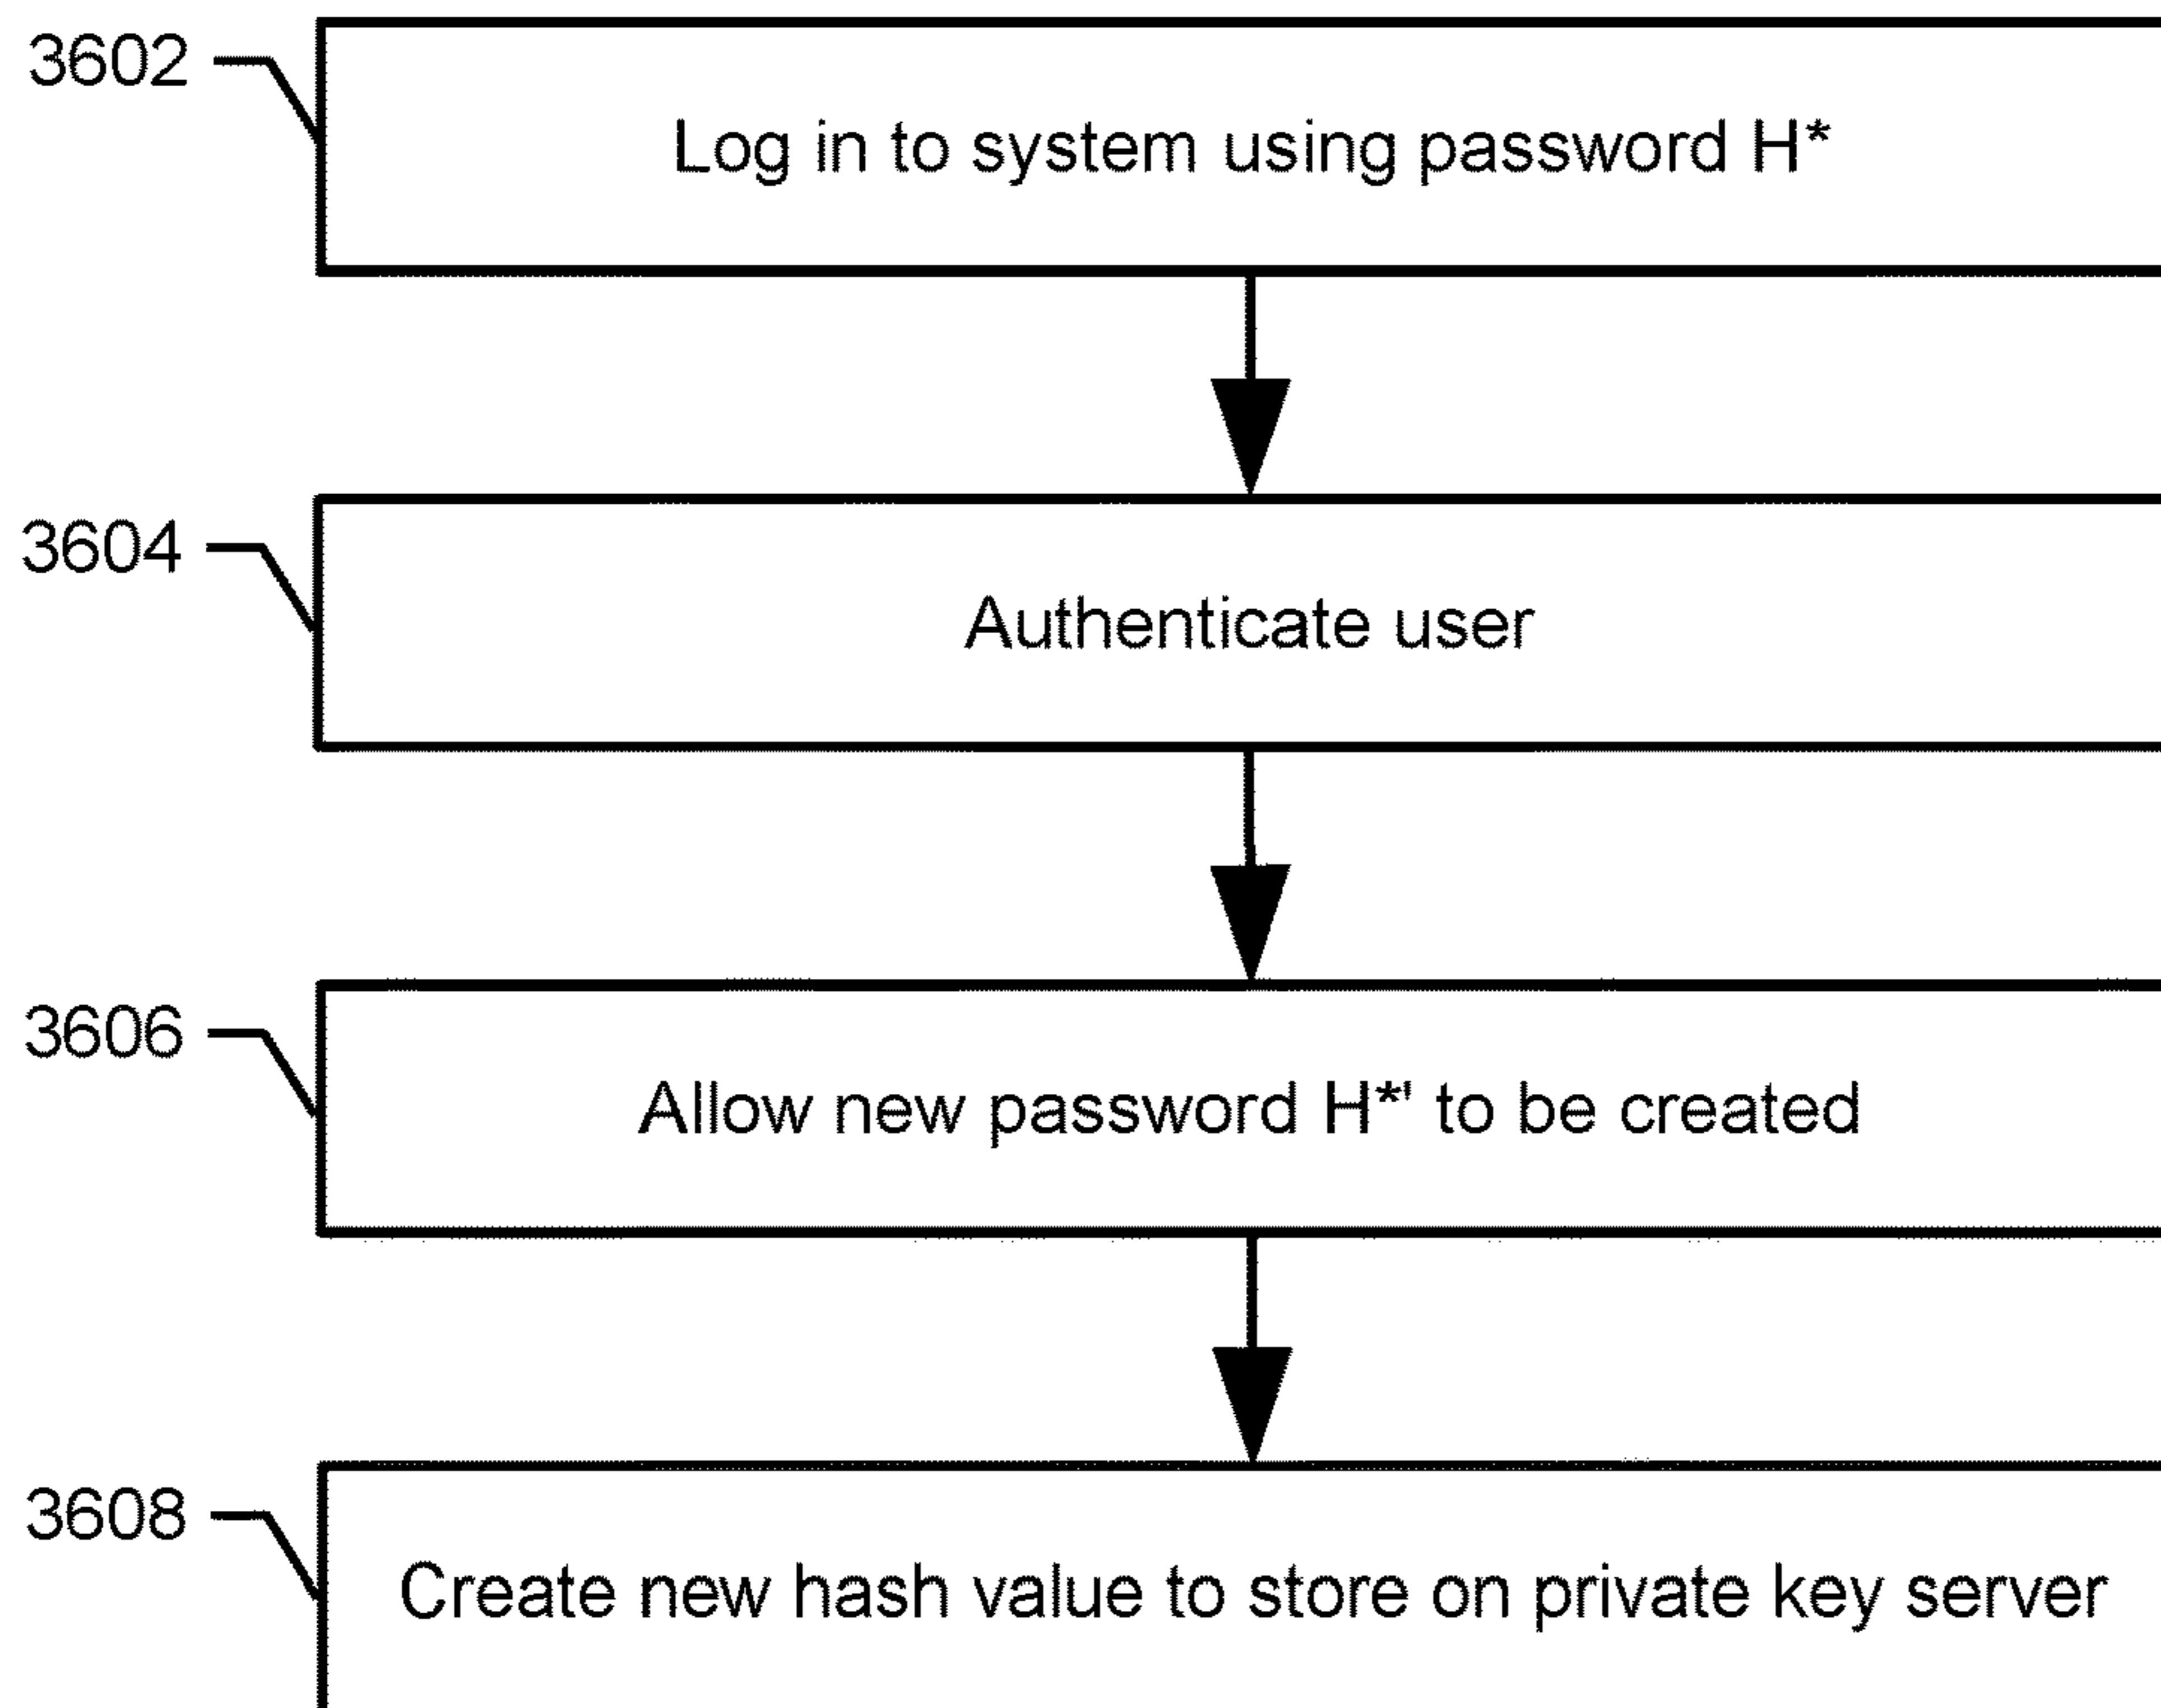 3602
Log in to system using password H*
3604
Authenticate user
3606
Allow new password H*' to be created
3608
Create new hash value to store on private key server